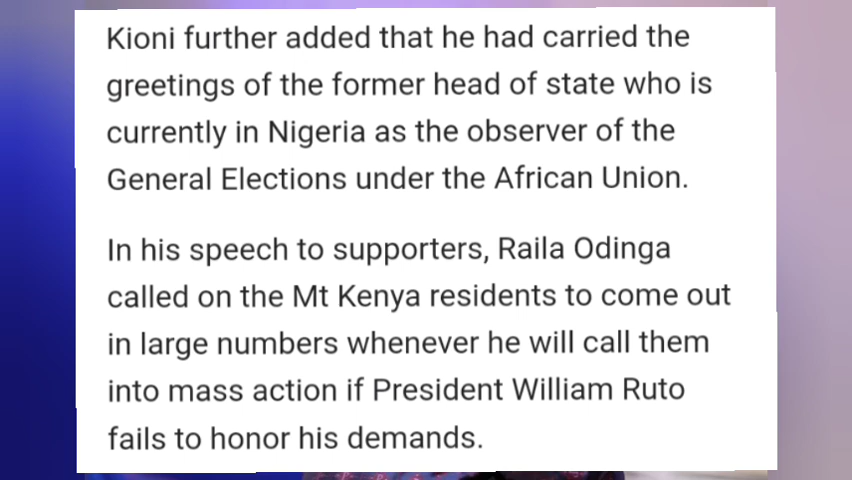 Kioni further added that he had carried the
greetings of the former head of state who is
currently in Nigeria as the observer of the
General Elections under the African Union.
In his speech to supporters, Raila Odinga
called on the Mt Kenya residents to come out
in large numbers whenever he will call them
into mass action if President William Ruto
fails to honor his demands.